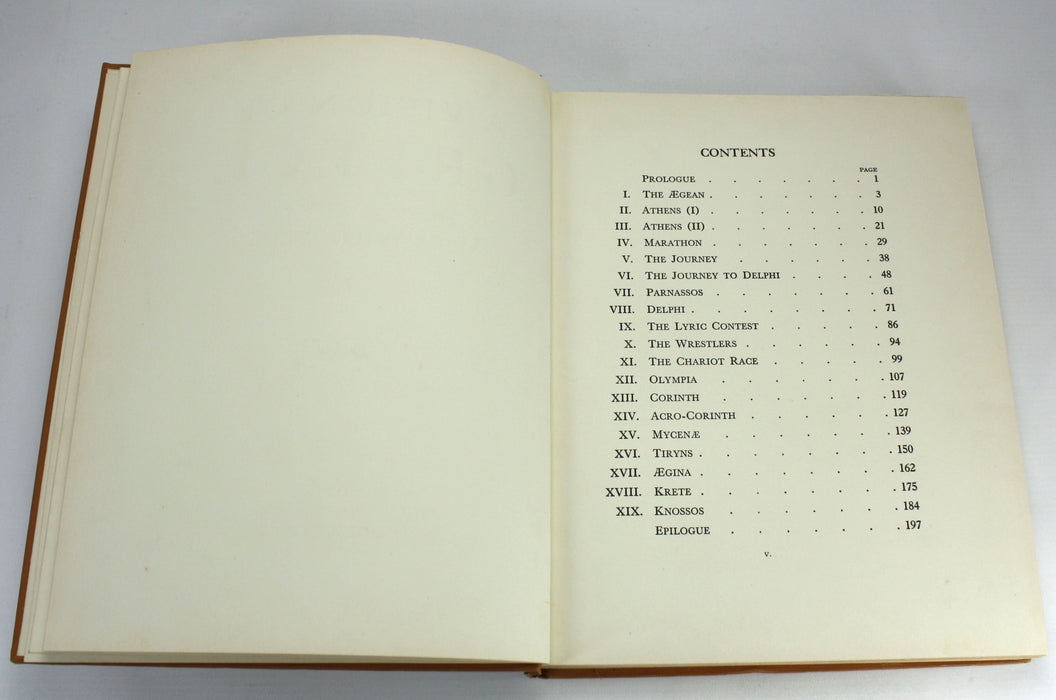 CONTENTS
PAGE
PROLOGUE . . . . . . . 1
I. THE ÆGEAN . . . . . . . 3
II. ATHENS (I) . . . . . . . 10
III. ATHENS (II) . . . . . . . 21
IV. MARATHON . . . . . . . 29
V. THE JOURNEY . . . . . . 38
VI. THE JOURNEY TO DELPHI . . . . 48
VII. PARNASSOS . . . . . . . 61
VIII. DELPHI . . . . . . . . 71
IX. THE LYRIC CONTEST . . . . . 86
X. THE WRESTLERS . . . . . . 94
XI. THE CHARIOT RACE . . . . . 99
XII. OLYMPIA . . . . . . . 107
XIII. CORINTH . . . . . . . 119
XIV. ACRO-CORINTH . . . . . . 127
XV. MYCENÆ . . . . . . . 139
XVI. TIRYNS . . . . . . . . 150
XVII. ÆGINA . . . . . . . . 162
XVIII. KRETE . . . . . . . . 175
XIX. KNOSSOS . . . . . . . 184
EPILOGUE . . . . . . . 197
v.